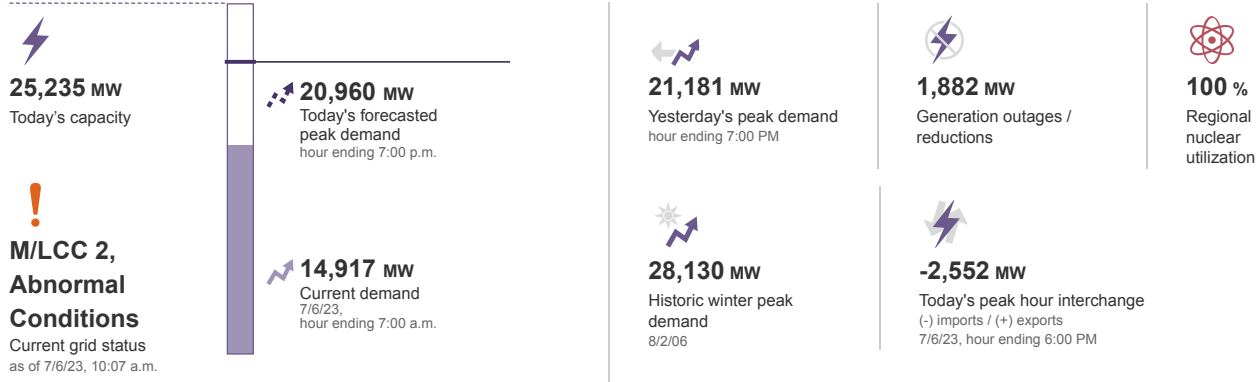 25,235 MW
Today's capacity
M/LCC 2,
Abnormal
Conditions
Current grid status
as of 7/6/23, 10:07 a.m.
20,960 MW
Today's forecasted
peak demand
hour ending 7:00 p.m.
14,917 MW
Current demand
7/6/23,
hour ending 7:00 a.m.
21,181 MW
Yesterday's peak demand
hour ending 7:00 PM
1,882 MW
Generation outages /
reductions
100 %
Regional
nuclear
utilization
28,130 MW
Historic winter peak
demand
8/2/06
-2,552 MW
Today's peak hour interchange
(-) imports / (+) exports
7/6/23, hour ending 6:00 PM